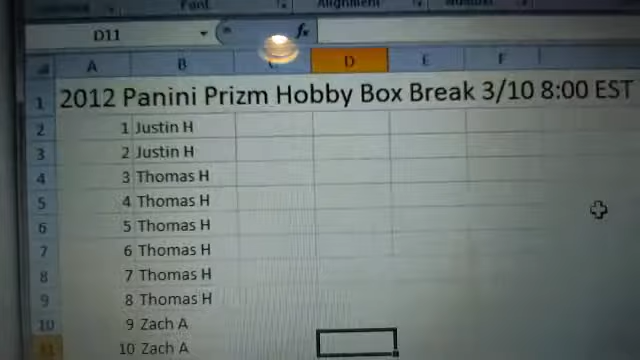 Font Alignment Number
D11 fx
A B C D E F
1 2012 Panini Prizm Hobby Box Break 3/10 8:00 EST
2 1 Justin H
3 2 Justin H
4 3 Thomas H
5 4 Thomas H
6 5 Thomas H
7 6 Thomas H
8 7 Thomas H
9 8 Thomas H
10 9 Zach A
11 10 Zach A